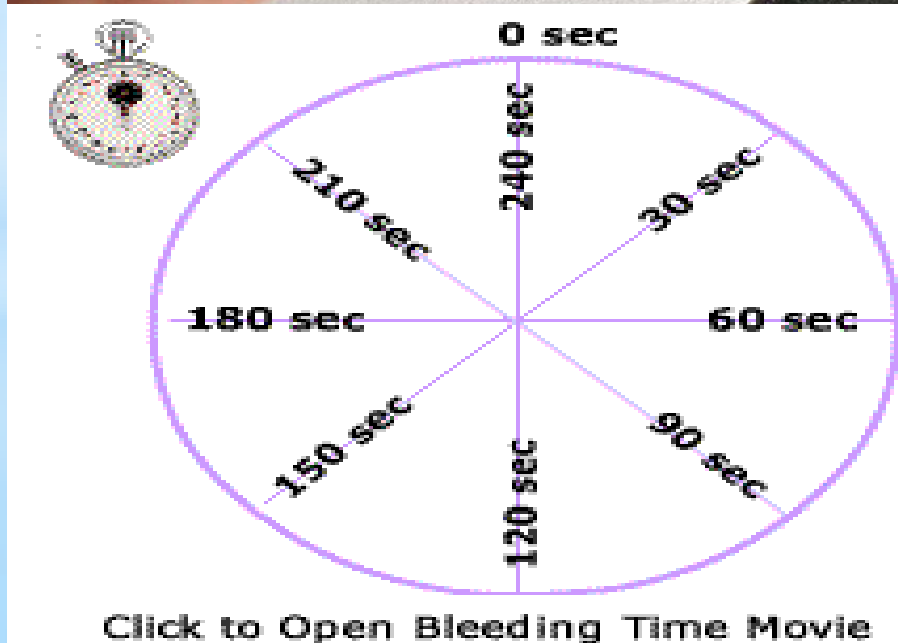 0 sec
240 sec
30 sec
210 sec
180 sec
60 sec
150 sec
90 sec
120 sec
Click to Open Bleeding Time Movie